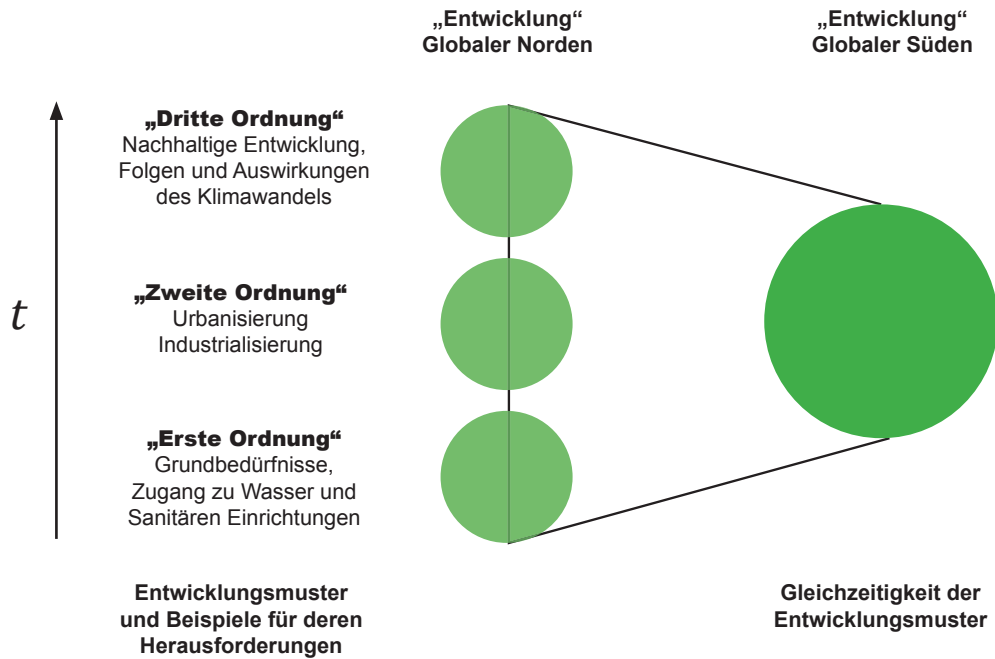 „Entwicklung“
Globaler Norden
„Entwicklung“
Globaler Süden
„Dritte Ordnung“
Nachhaltige Entwicklung,
Folgen und Auswirkungen
des Klimawandels
t
„Zweite Ordnung“
Urbanisierung
Industrialisierung
„Erste Ordnung“
Grundbedürfnisse,
Zugang zu Wasser und
Sanitären Einrichtungen
Entwicklungsmuster
und Beispiele für deren
Herausforderungen
Gleichzeitigkeit der
Entwicklungsmuster